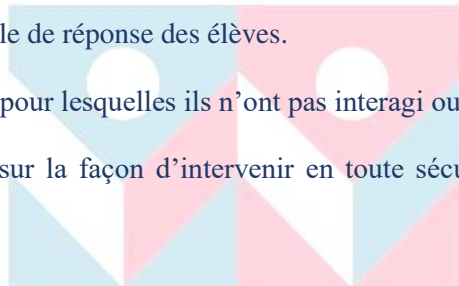 le de réponse des élèves.
pour lesquelles ils n’ont pas interagi ou
sur la façon d’intervenir en toute sécu